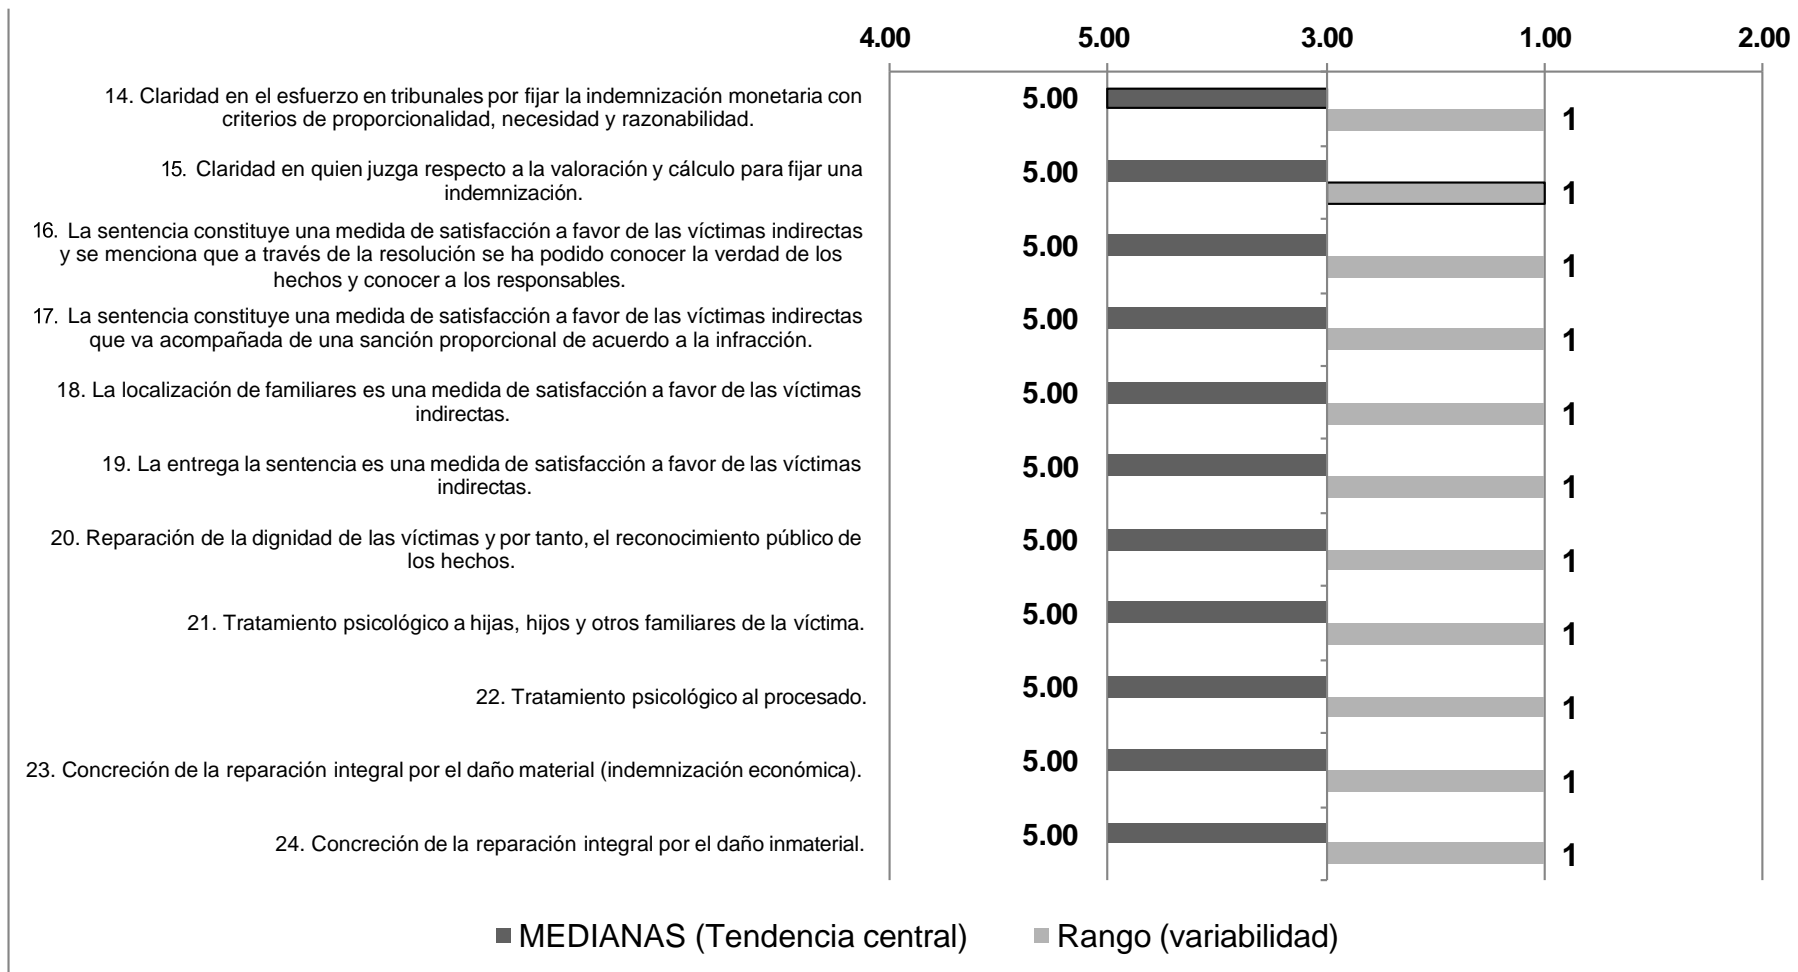 4.00 5.00 3.00 1.00 2.00
14. Claridad en el esfuerzo en tribunales por fijar la indemnización monetaria con
criterios de proporcionalidad, necesidad y razonabilidad.
5.00
1
15. Claridad en quien juzga respecto a la valoración y cálculo para fijar una
indemnización.
5.00
1
16. La sentencia constituye una medida de satisfacción a favor de las víctimas indirectas
y se menciona que a través de la resolución se ha podido conocer la verdad de los
hechos y conocer a los responsables.
5.00
1
17. La sentencia constituye una medida de satisfacción a favor de las víctimas indirectas
que va acompañada de una sanción proporcional de acuerdo a la infracción.
5.00
1
18. La localización de familiares es una medida de satisfacción a favor de las víctimas
indirectas.
5.00
1
19. La entrega la sentencia es una medida de satisfacción a favor de las víctimas
indirectas.
5.00
1
20. Reparación de la dignidad de las víctimas y por tanto, el reconocimiento público de
los hechos.
5.00
1
21. Tratamiento psicológico a hijas, hijos y otros familiares de la víctima.
5.00
1
22. Tratamiento psicológico al procesado.
5.00
1
23. Concreción de la reparación integral por el daño material (indemnización económica).
5.00
1
24. Concreción de la reparación integral por el daño inmaterial.
5.00
1
MEDIANAS (Tendencia central) Rango (variabilidad)